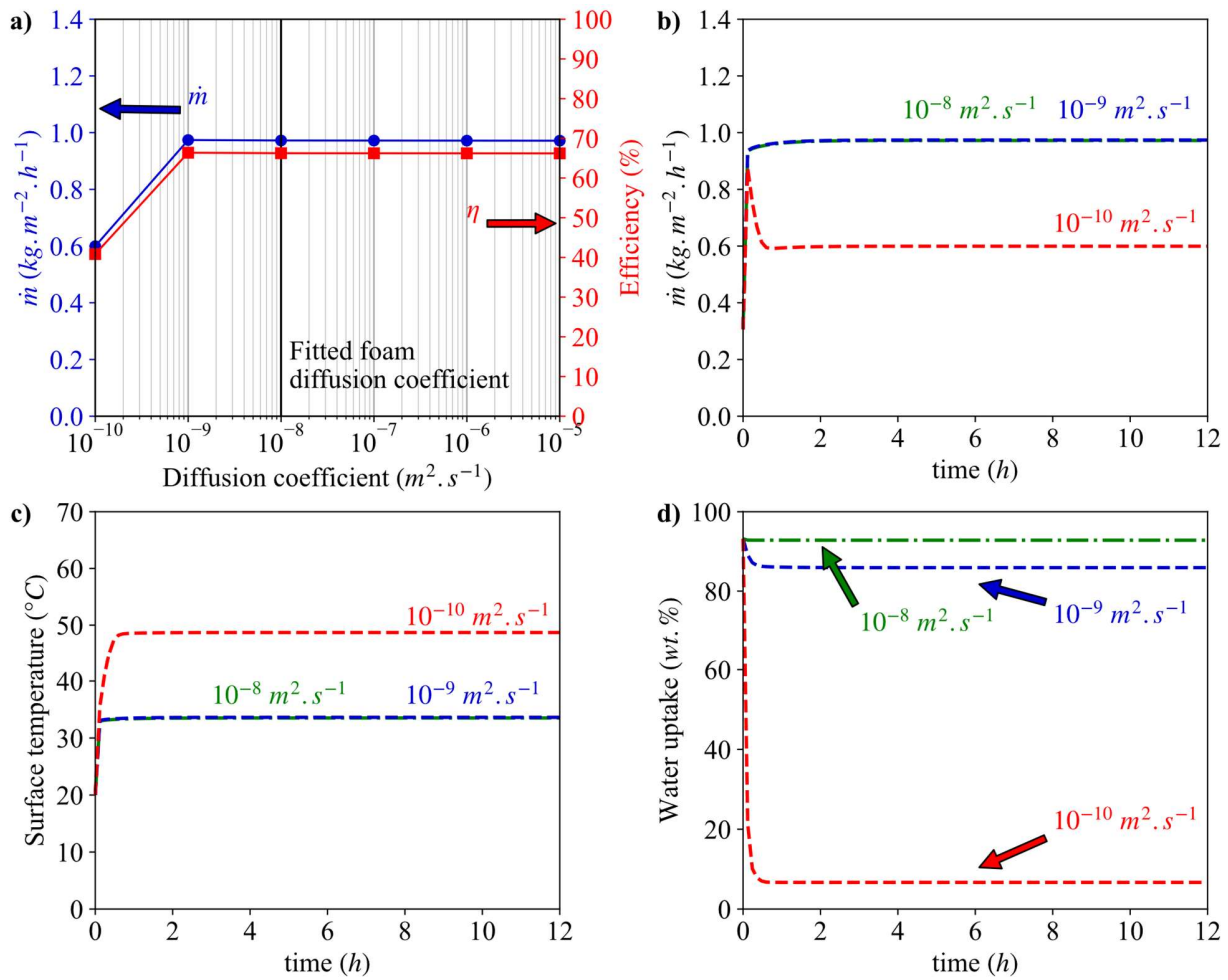 a)
1.4
1.2
1.0
0.8
0.6
0.4
0.2
0.0
ṁ (kg.m⁻².h⁻¹)
100
90
80
70
60
50
40
30
20
10
0
Efficiency (%)
ṁ
η
Fitted foam
diffusion coefficient
10⁻¹⁰ 10⁻⁹ 10⁻⁸ 10⁻⁷ 10⁻⁶ 10⁻⁵
Diffusion coefficient (m².s⁻¹)
b)
1.4
1.2
1.0
0.8
0.6
0.4
0.2
0.0
ṁ (kg.m⁻².h⁻¹)
10⁻⁸ m².s⁻¹ 10⁻⁹ m².s⁻¹
10⁻¹⁰ m².s⁻¹
0 2 4 6 8 10 12
time (h)
c)
70
60
50
40
30
20
10
0
Surface temperature (°C)
10⁻¹⁰ m².s⁻¹
10⁻⁸ m².s⁻¹ 10⁻⁹ m².s⁻¹
0 2 4 6 8 10 12
time (h)
d)
100
80
60
40
20
0
Water uptake (wt.%)
10⁻⁸ m².s⁻¹
10⁻⁹ m².s⁻¹
10⁻¹⁰ m².s⁻¹
0 2 4 6 8 10 12
time (h)